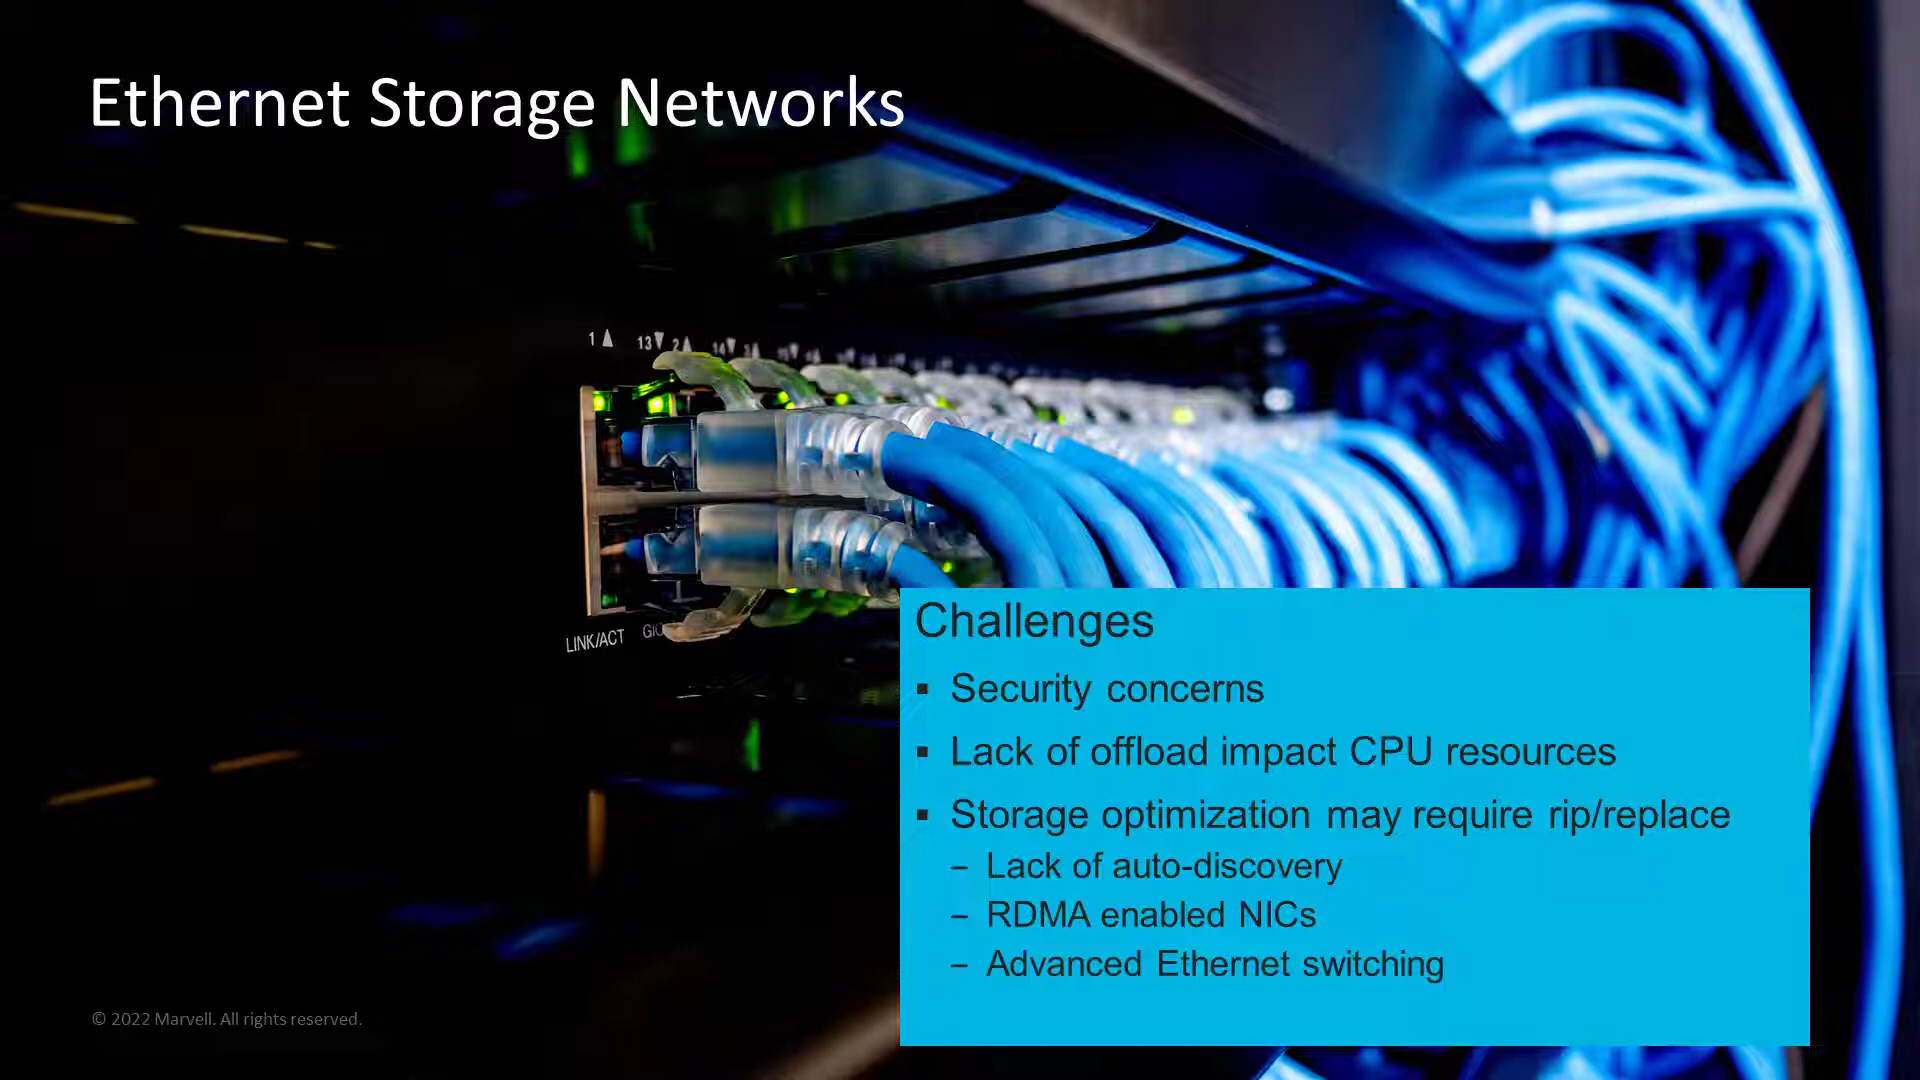 Ethernet Storage Networks
1▲ 13▼ 2▲ 14▼
LINK/ACT
Challenges
▪ Security concerns
▪ Lack of offload impact CPU resources
▪ Storage optimization may require rip/replace
– Lack of auto-discovery
– RDMA enabled NICs
– Advanced Ethernet switching
© 2022 Marvell. All rights reserved.